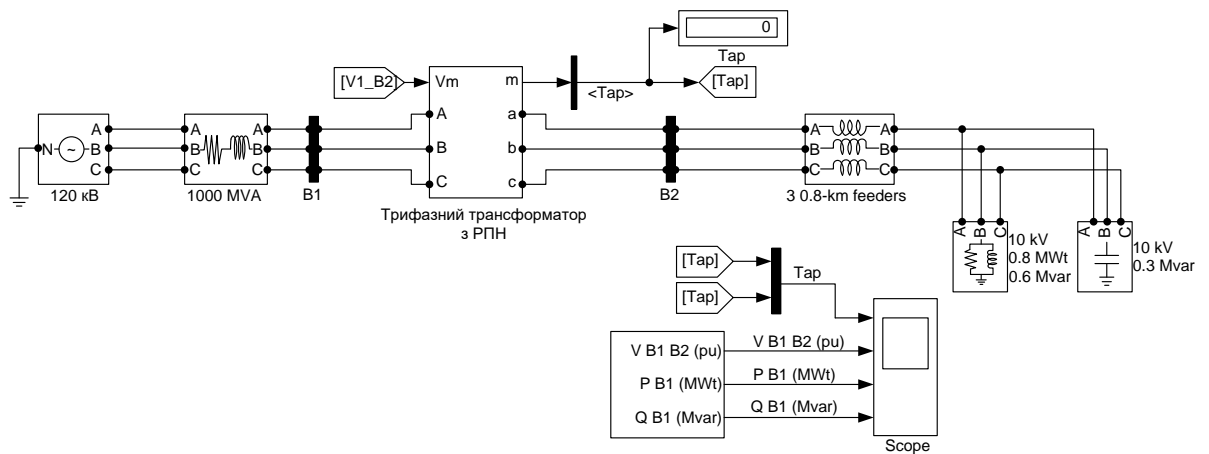 0
Tap
[V1_B2]
Vm
m
<Tap>
[Tap]
A
B
C
a
b
c
N
A
B
C
A
B
C
A
B
C
A
B
C
A
B
C
120 кВ
1000 MVA
B1
B2
3 0.8-km feeders
Трифазний трансформатор
з РПН
A
B
C
10 kV
0.8 MWt
0.6 Mvar
A
B
C
10 kV
0.3 Mvar
[Tap]
[Tap]
Tap
V B1 B2 (pu)
V B1 B2 (pu)
P B1 (MWt)
P B1 (MWt)
Q B1 (Mvar)
Q B1 (Mvar)
Scope